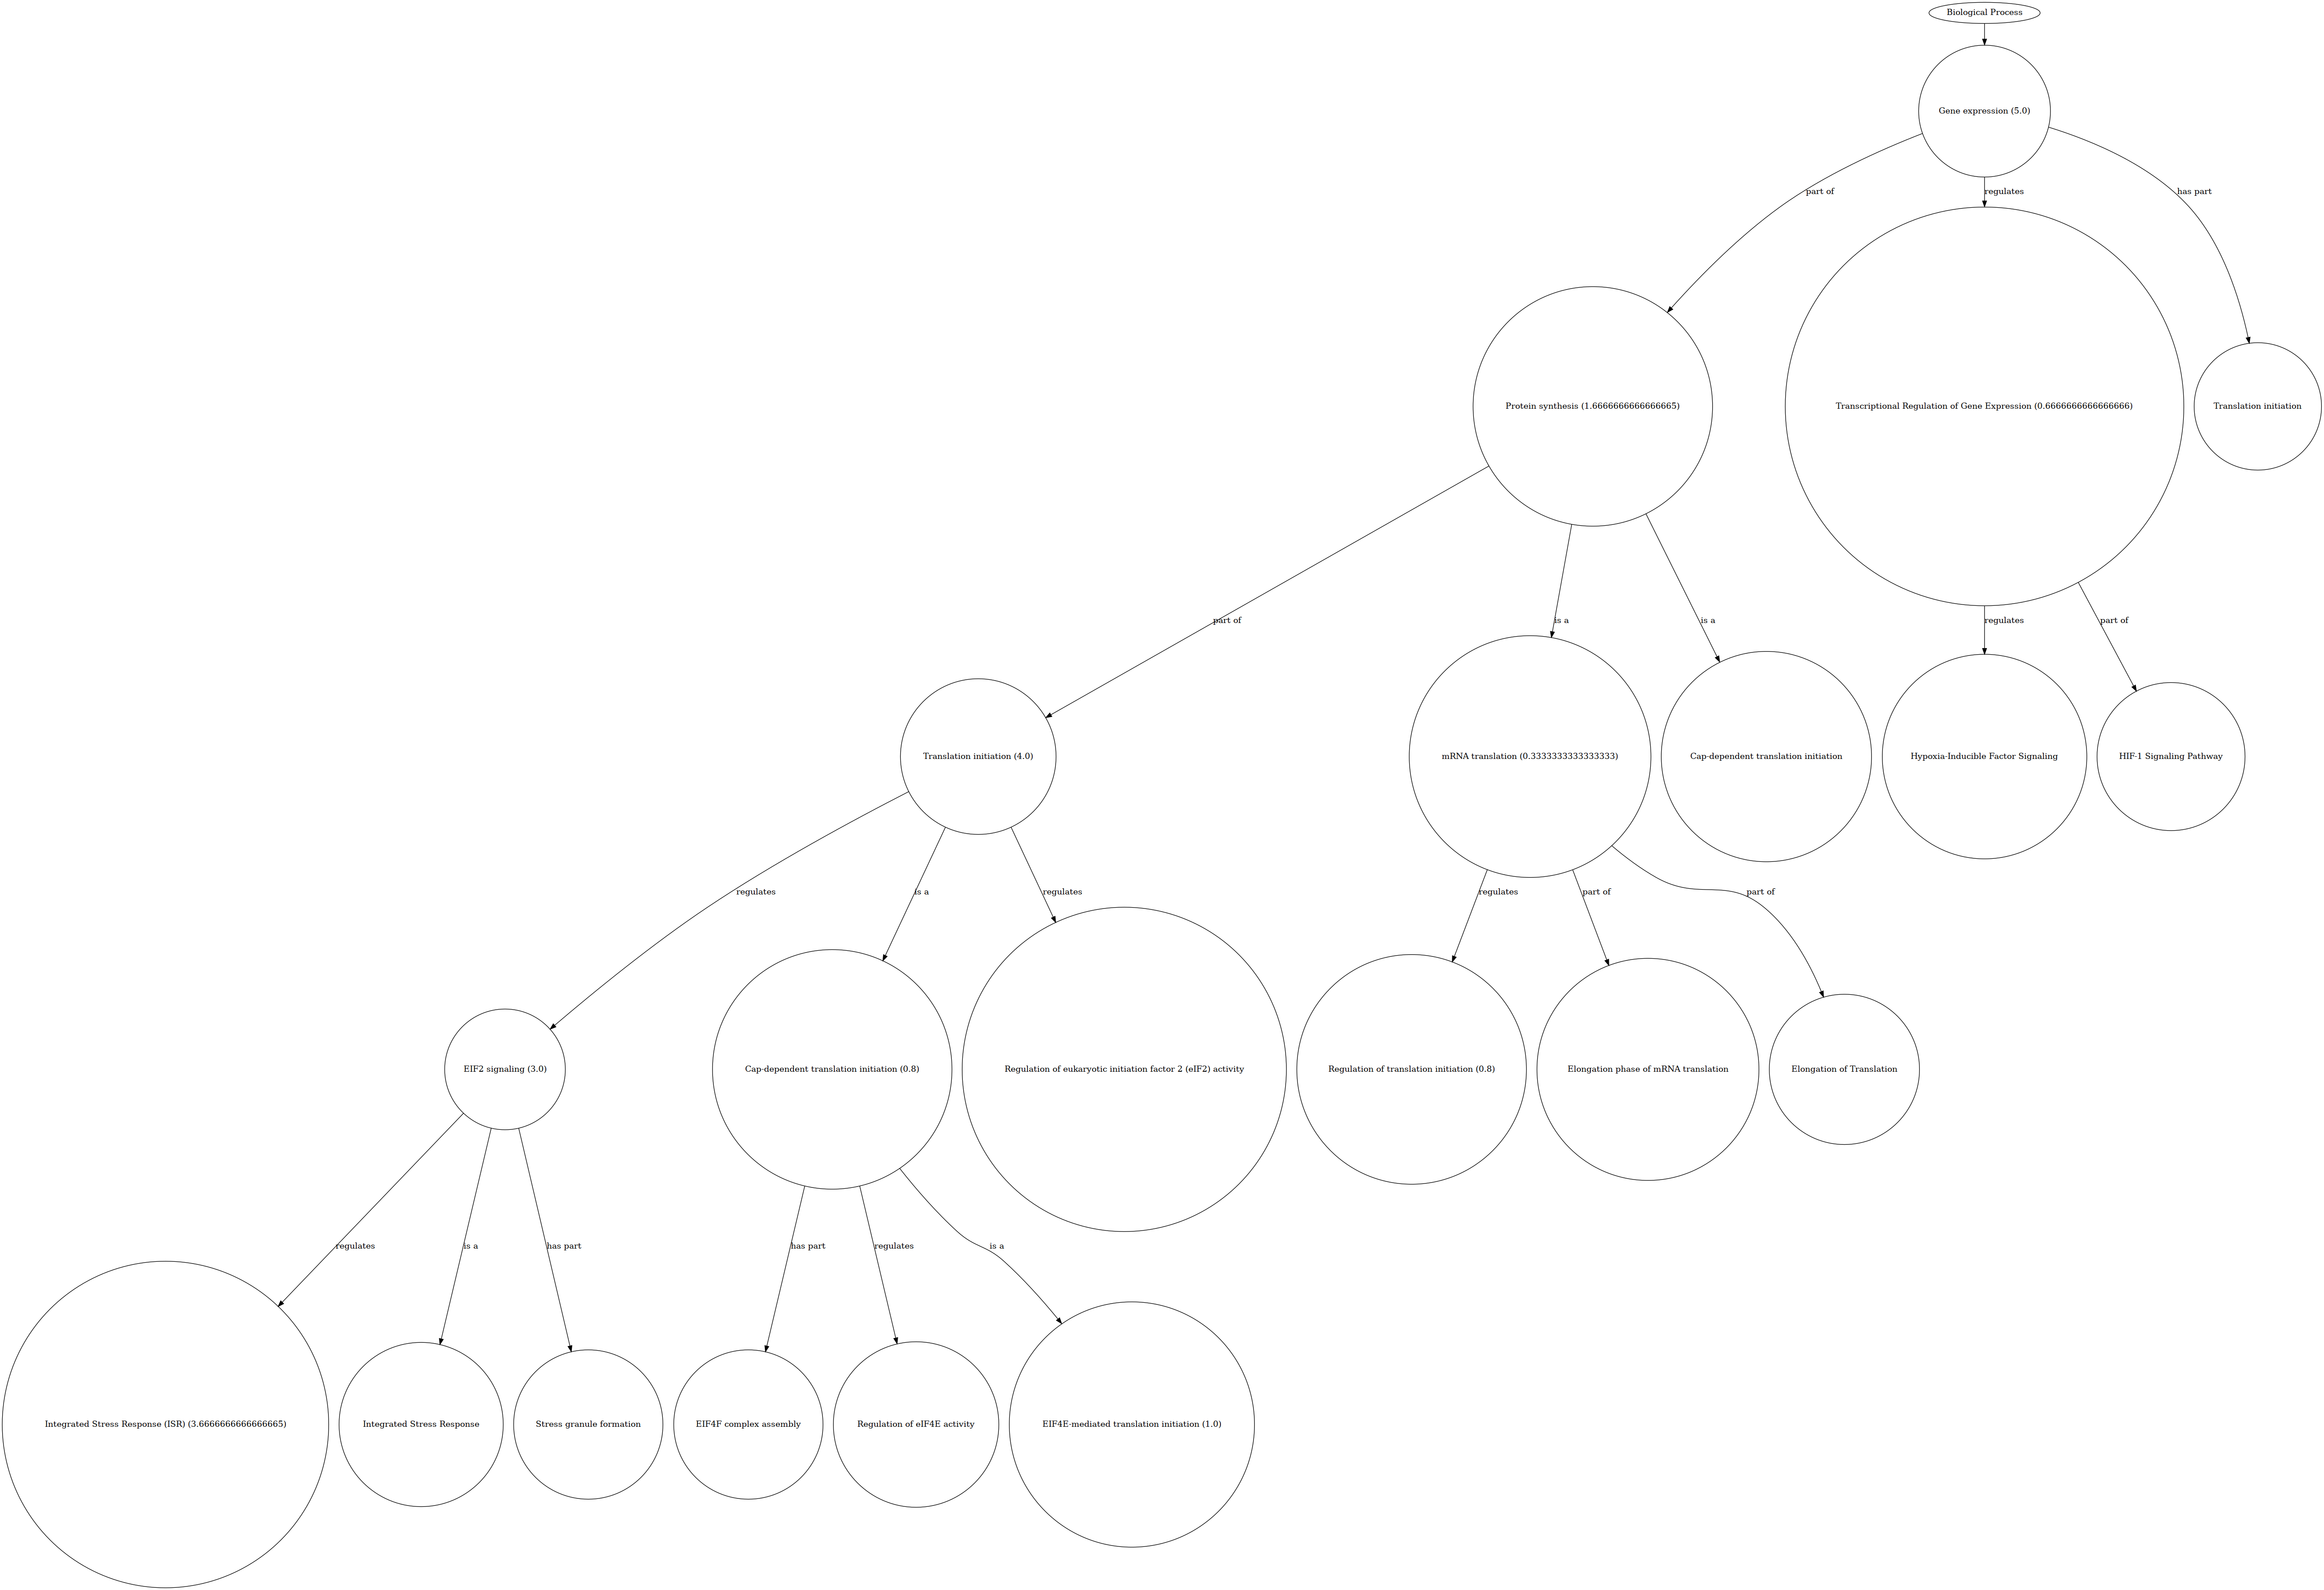 Biological Process
Gene expression (5.0)
part of
regulates
has part
Protein synthesis (1.6666666666666665)
Transcriptional Regulation of Gene Expression (0.6666666666666666)
Translation initiation
part of
is a
is a
regulates
part of
Translation initiation (4.0)
mRNA translation (0.3333333333333333)
Cap-dependent translation initiation
Hypoxia-Inducible Factor Signaling
HIF-1 Signaling Pathway
regulates
is a
regulates
regulates
part of
part of
EIF2 signaling (3.0)
Cap-dependent translation initiation (0.8)
Regulation of eukaryotic initiation factor 2 (eIF2) activity
Regulation of translation initiation (0.8)
Elongation phase of mRNA translation
Elongation of Translation
regulates
is a
has part
has part
regulates
is a
Integrated Stress Response (ISR) (3.6666666666666665)
Integrated Stress Response
Stress granule formation
EIF4F complex assembly
Regulation of eIF4E activity
EIF4E-mediated translation initiation (1.0)